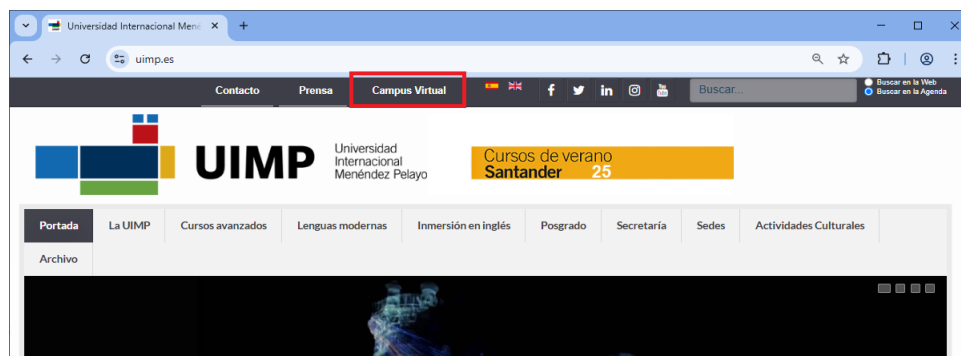 Universidad Internacional Mené
uimp.es
Contacto Prensa Campus Virtual
Buscar...
Buscar en la Web
Buscar en la Agenda
UIMP
Universidad
Internacional
Menéndez Pelayo
Cursos de verano
Santander 25
Portada La UIMP Cursos avanzados Lenguas modernas Inmersión en inglés Posgrado Secretaría Sedes Actividades Culturales
Archivo